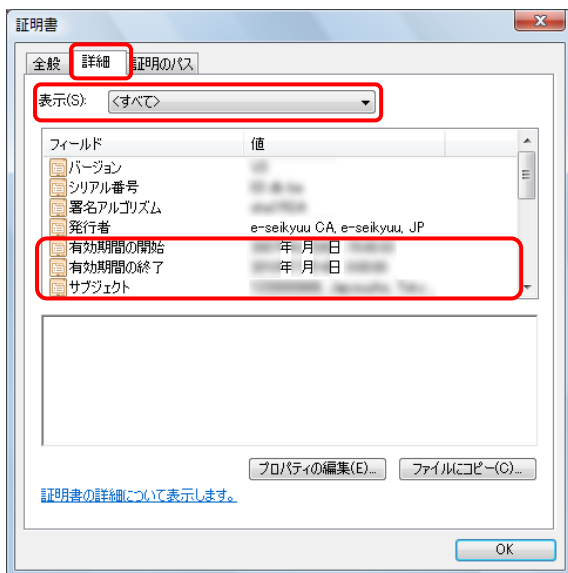 証明書
全般 詳細 証明のパス
表示(S): <すべて>
フィールド 値
バージョン
シリアル番号
署名アルゴリズム
発行者 e-seikyuu CA, e-seikyuu, JP
有効期間の開始 年 月 日
有効期間の終了 年 月 日
サブジェクト
プロパティの編集(E)... ファイルにコピー(C)...
証明書の詳細について表示します。
OK